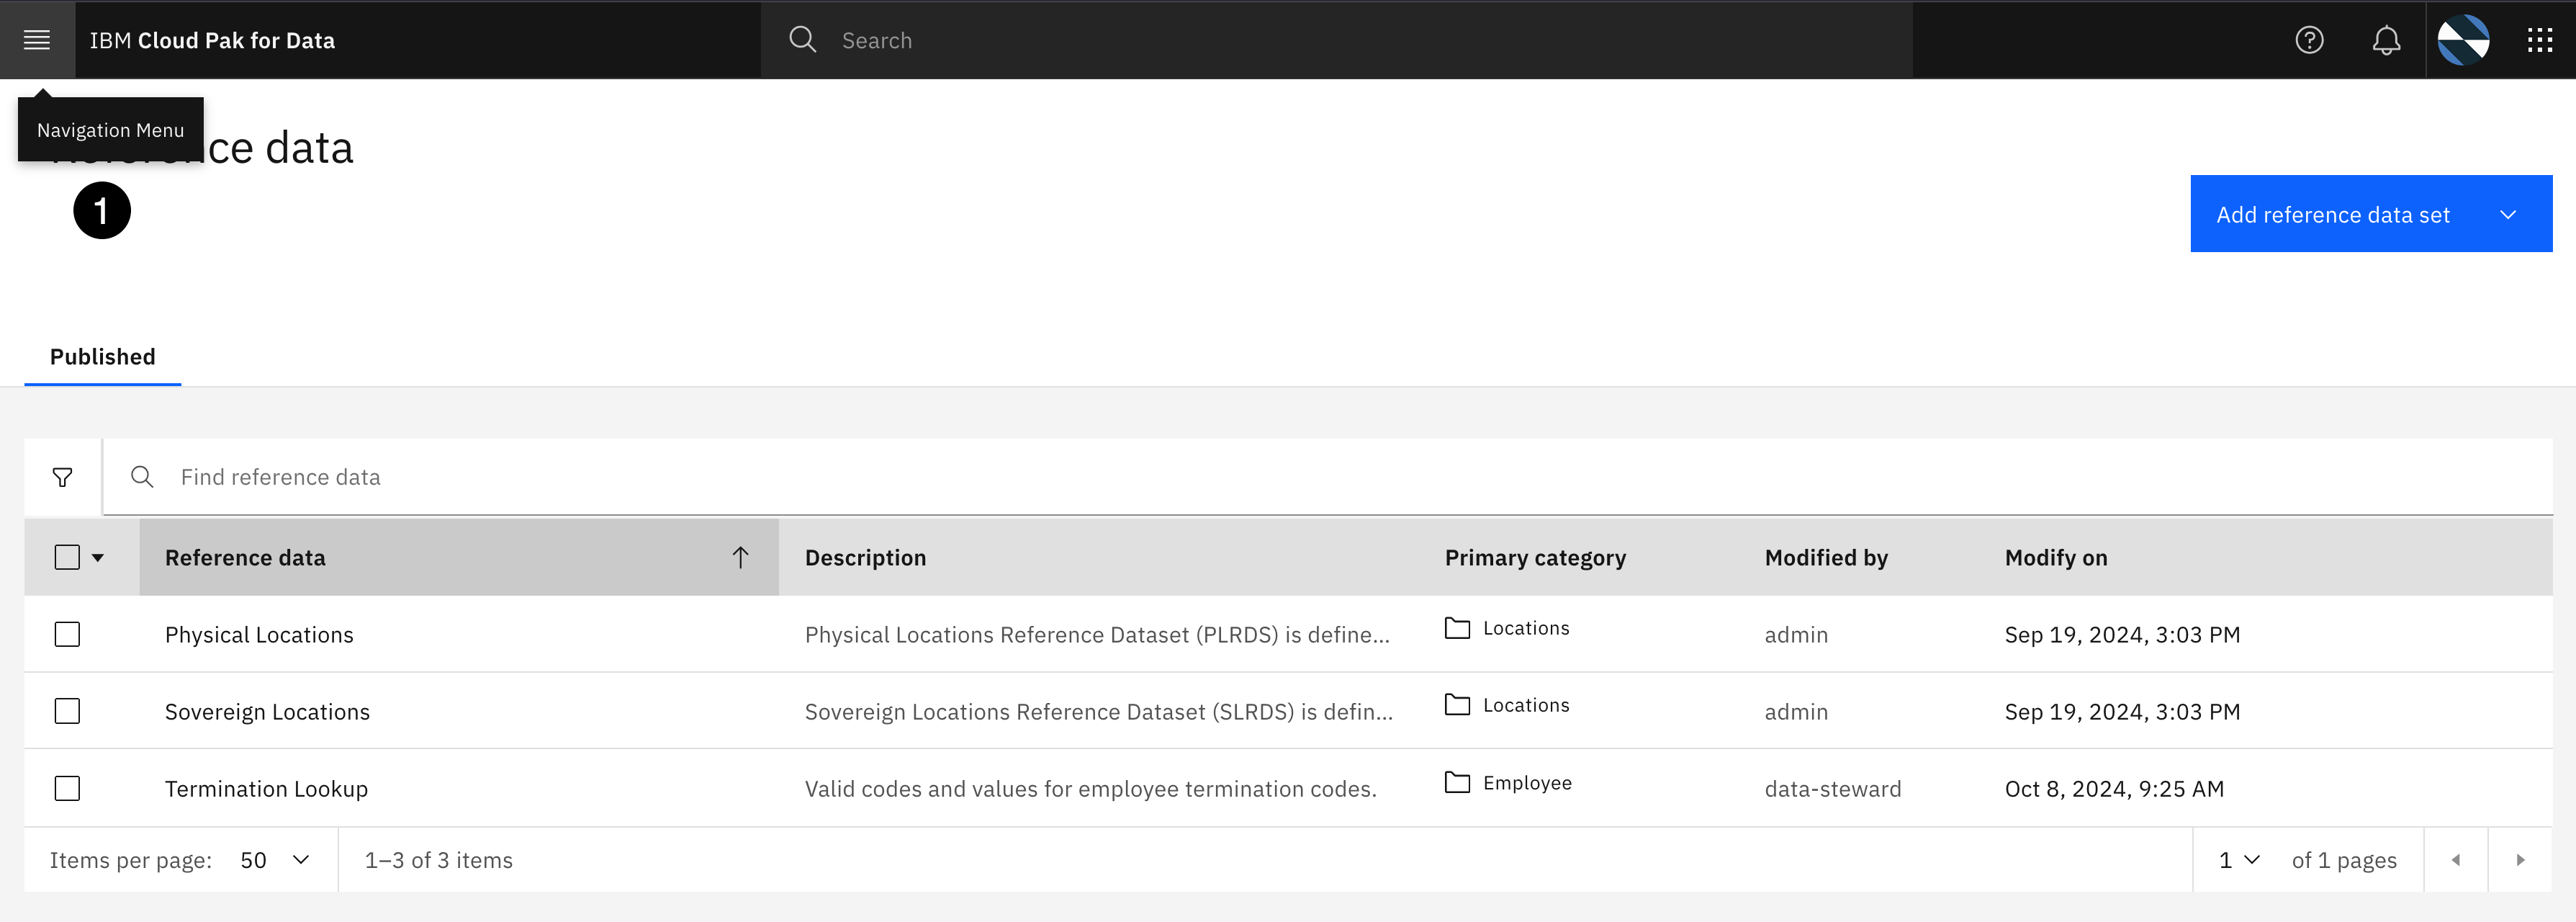 IBM Cloud Pak for Data
Search
Navigation Menu
ce data
1
Add reference data set
Published
Find reference data
Reference data Description Primary category Modified by Modify on
Physical Locations Physical Locations Reference Dataset (PLRDS) is define... Locations admin Sep 19, 2024, 3:03 PM
Sovereign Locations Sovereign Locations Reference Dataset (SLRDS) is defin... Locations admin Sep 19, 2024, 3:03 PM
Termination Lookup Valid codes and values for employee termination codes. Employee data-steward Oct 8, 2024, 9:25 AM
Items per page: 50 1–3 of 3 items 1 of 1 pages